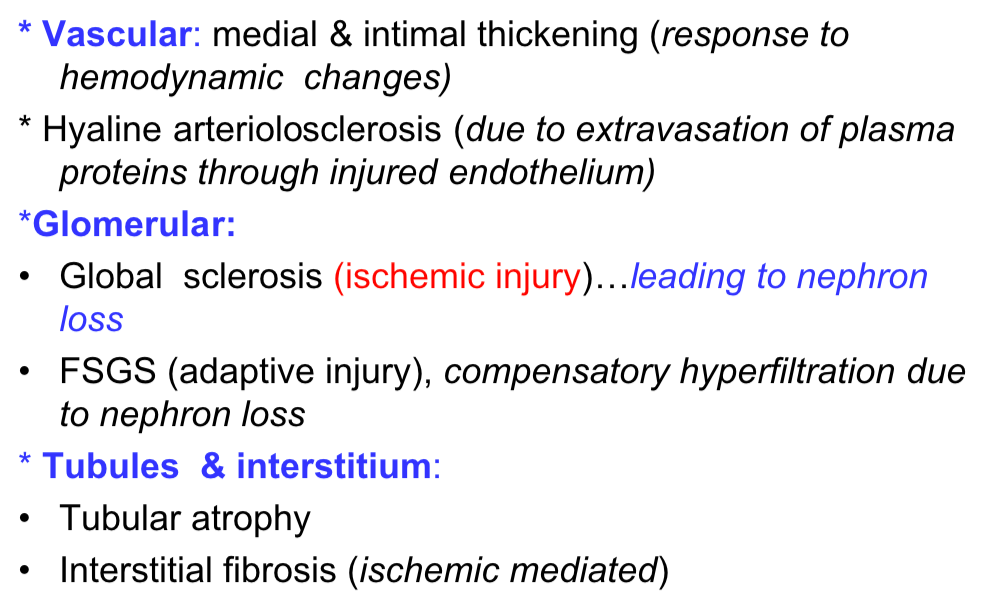 * Vascular: medial & intimal thickening (response to
hemodynamic changes)
* Hyaline arteriolosclerosis (due to extravasation of plasma
proteins through injured endothelium)
*Glomerular:
• Global sclerosis (ischemic injury)…leading to nephron
loss
• FSGS (adaptive injury), compensatory hyperfiltration due
to nephron loss
* Tubules & interstitium:
• Tubular atrophy
• Interstitial fibrosis (ischemic mediated)